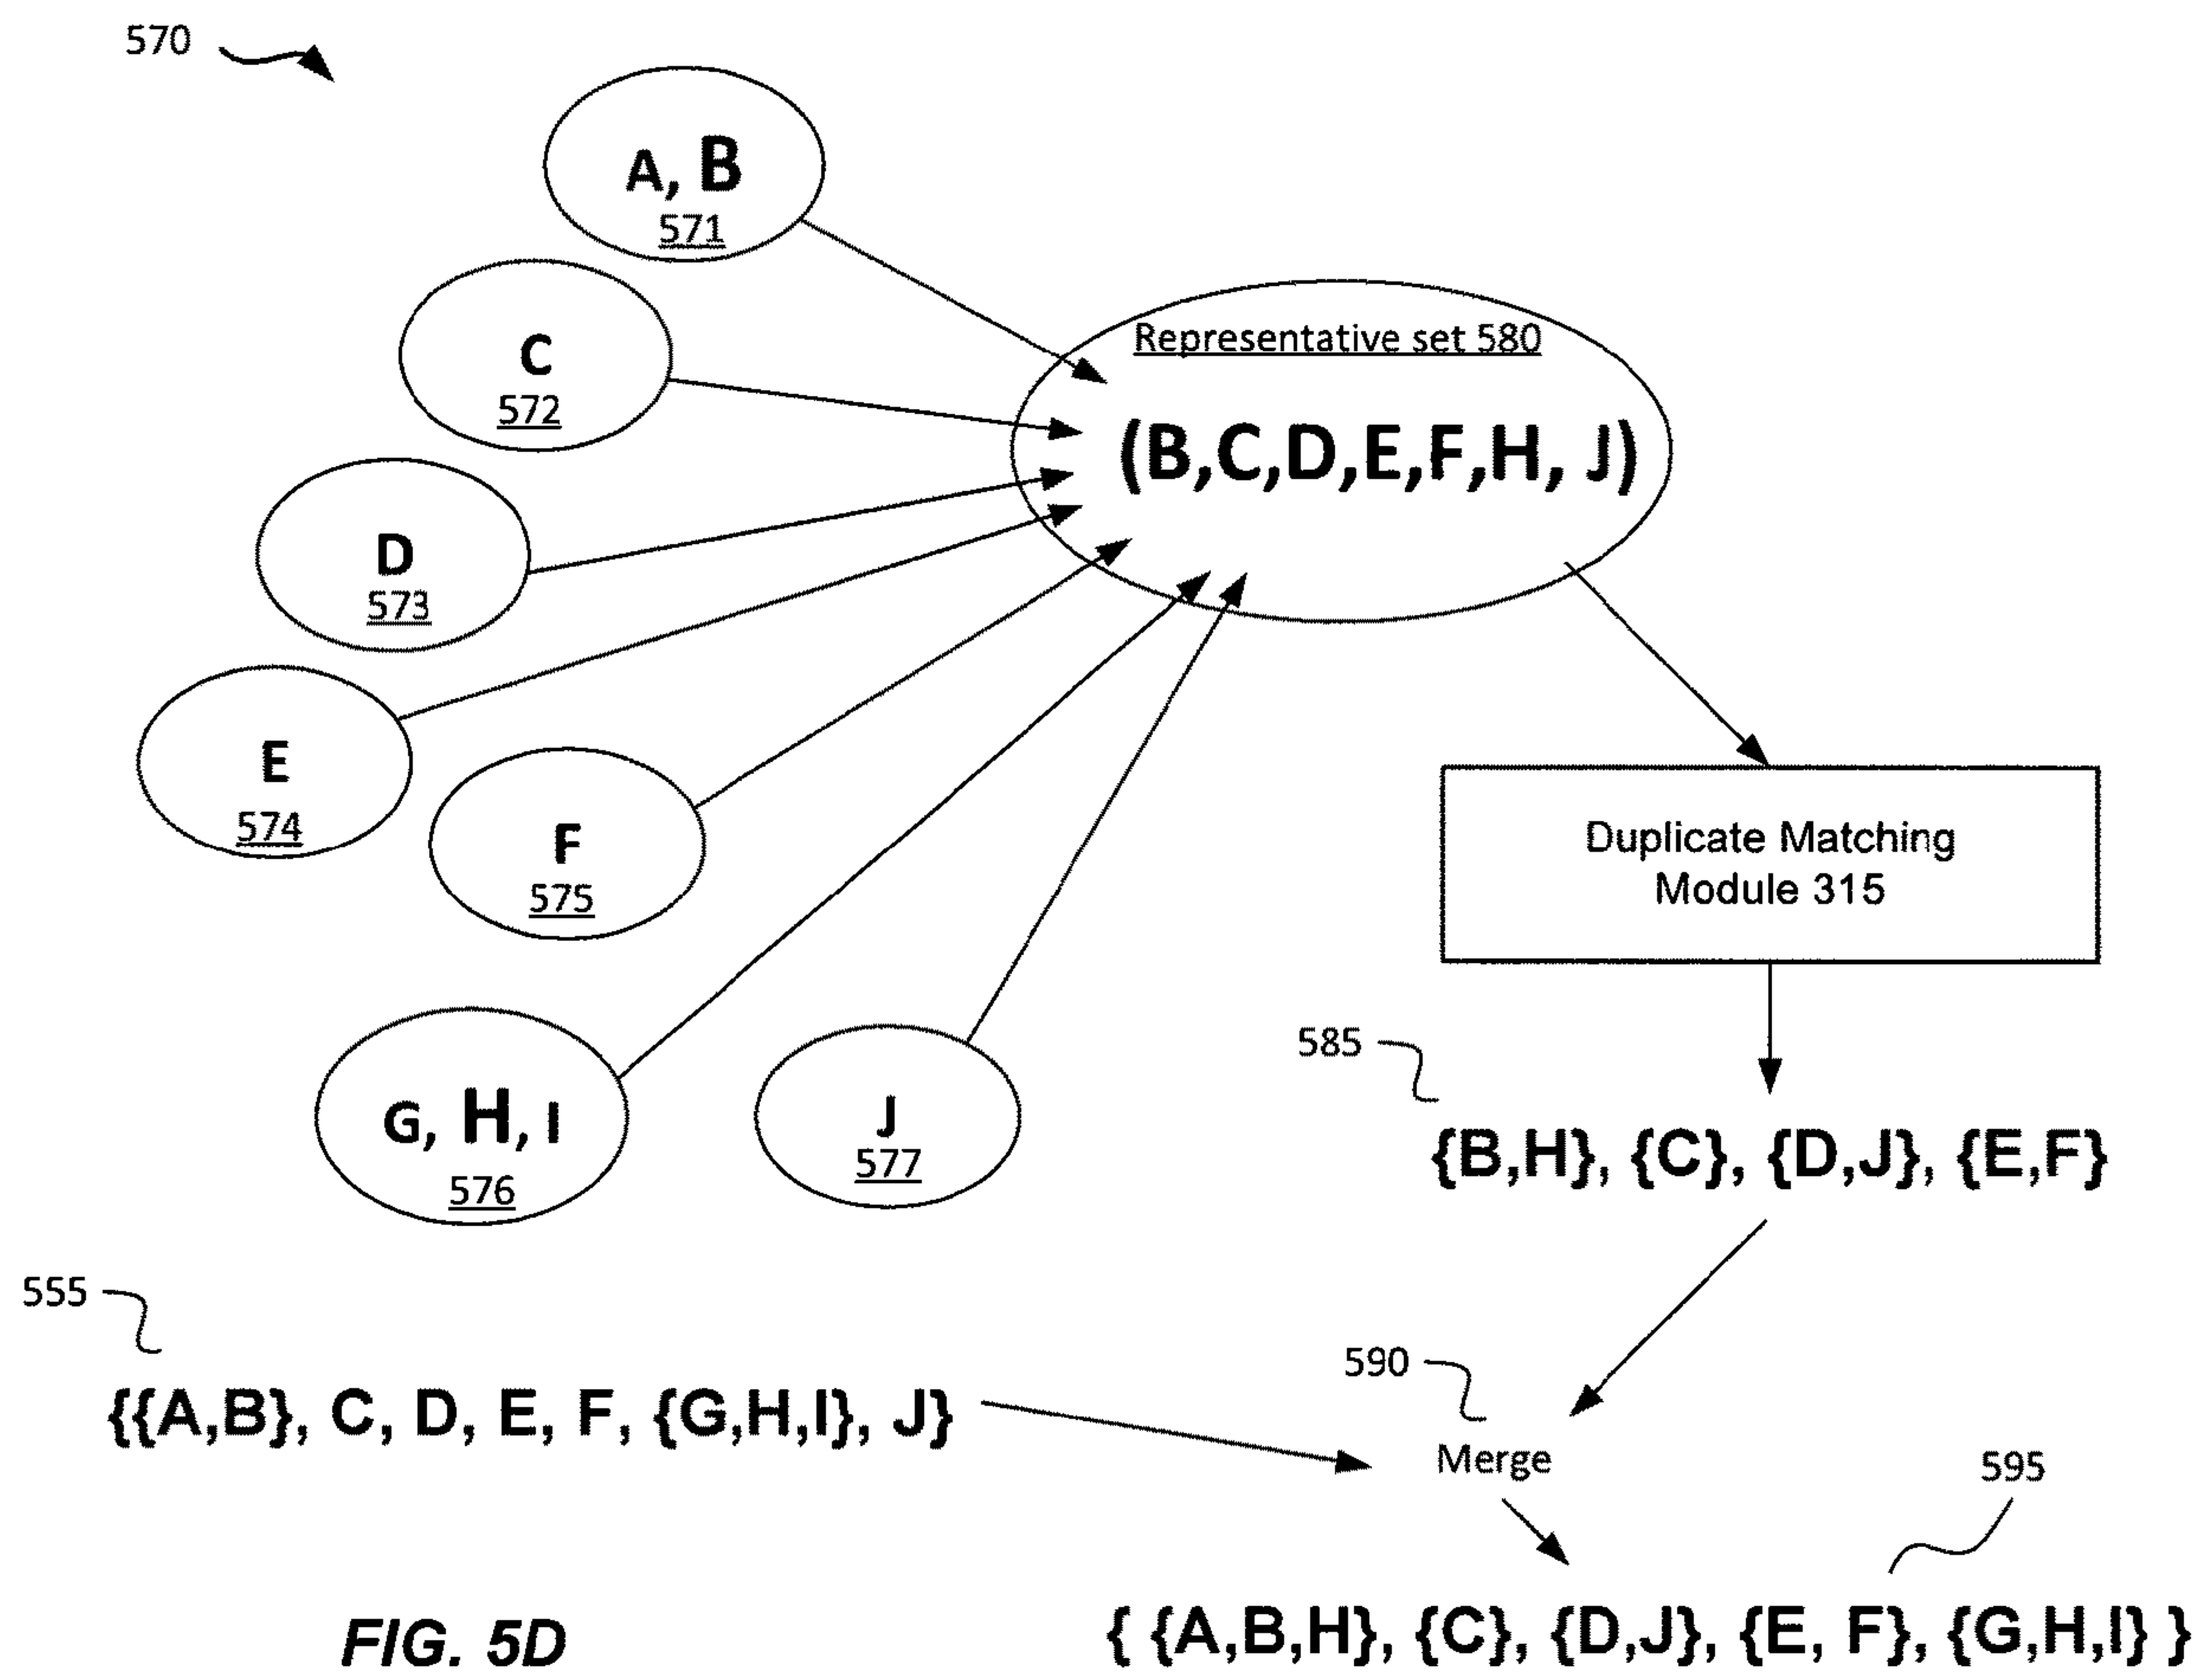 570
A, B
571
C
572
Representative set 580
(B,C,D,E,F,H, J)
D
573
E
574
F
575
Duplicate Matching
Module 315
G, H, I
576
J
577
585
{B,H}, {C}, {D,J}, {E,F}
555
{{A,B}, C, D, E, F, {G,H,I}, J}
590
Merge
595
{ {A,B,H}, {C}, {D,J}, {E, F}, {G,H,I} }
FIG. 5D